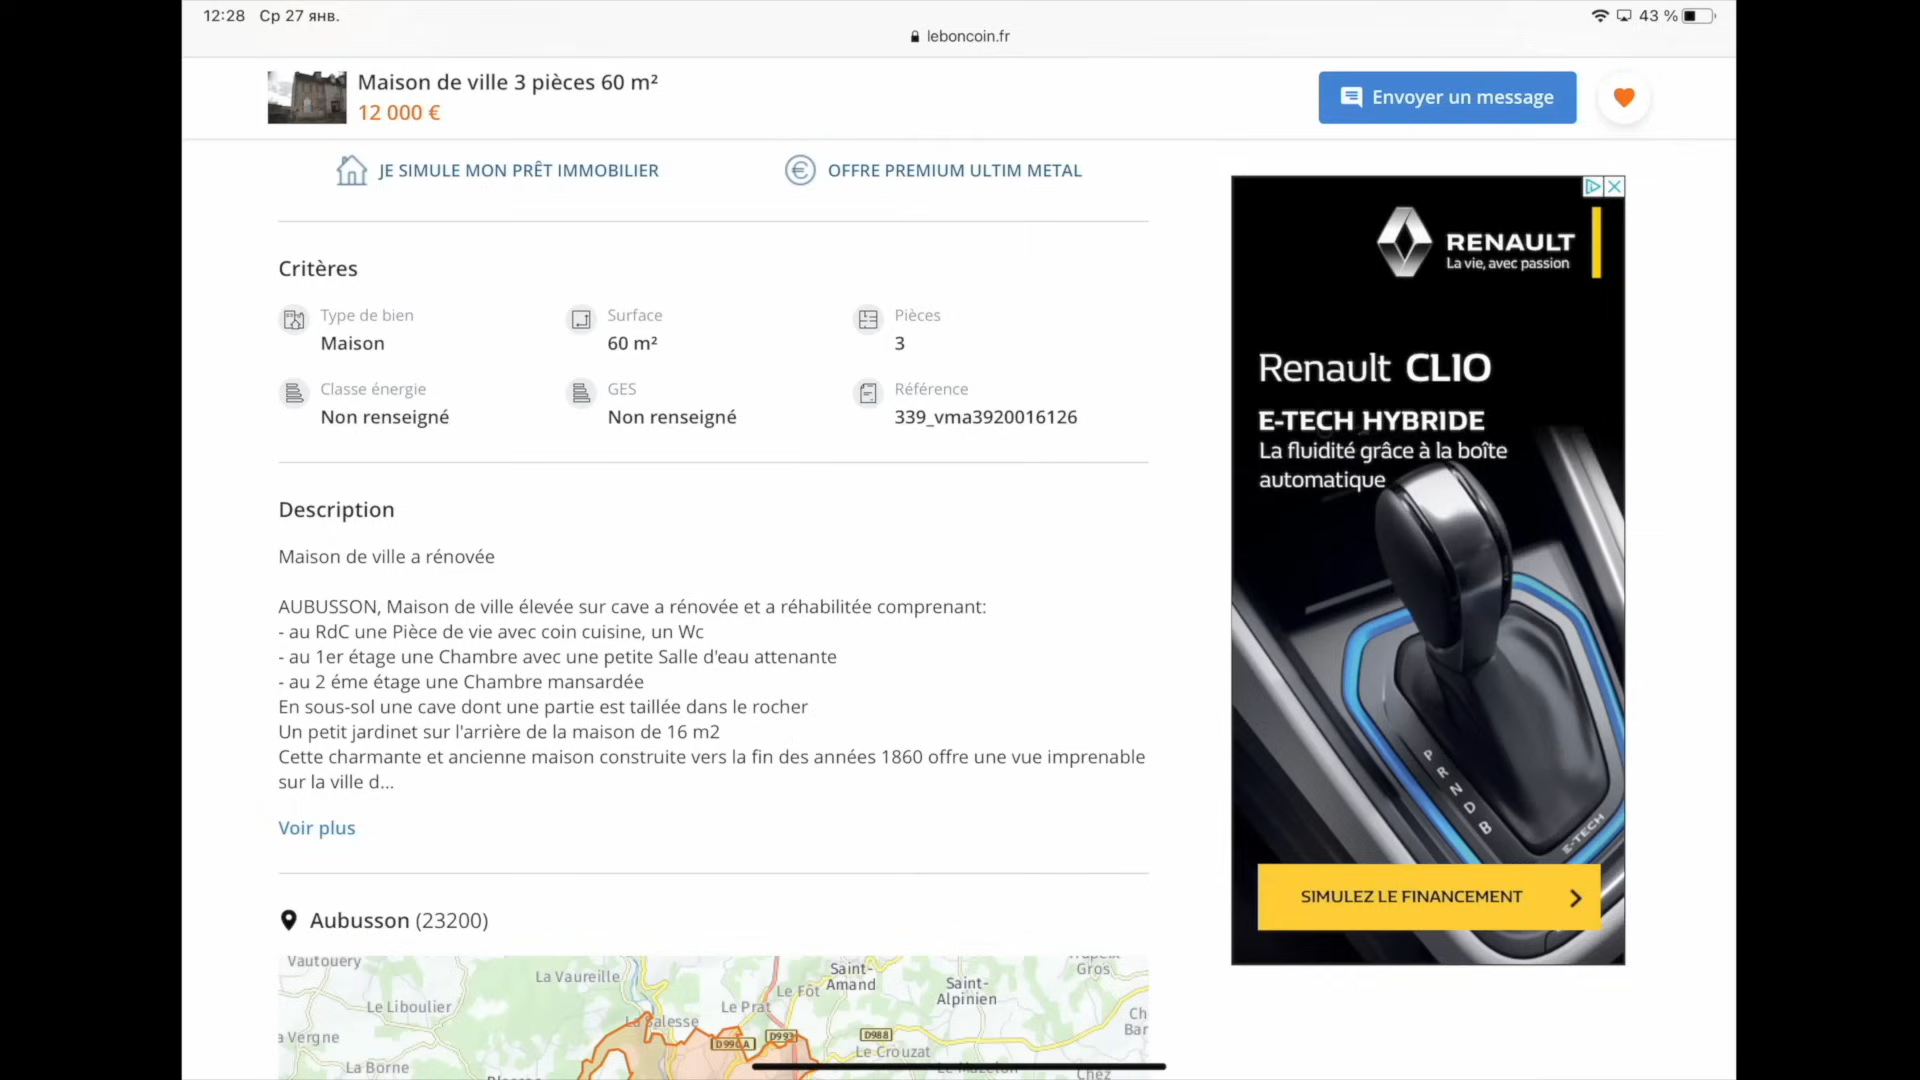 12:28 Ср 27 янв.
43 %
leboncoin.fr
Maison de ville 3 pièces 60 m²
12 000 €
Envoyer un message
JE SIMULE MON PRÊT IMMOBILIER
OFFRE PREMIUM ULTIM METAL
Critères
Type de bien
Maison
Surface
60 m²
Pièces
3
Classe énergie
Non renseigné
GES
Non renseigné
Référence
339_vma3920016126
Description
Maison de ville a rénovée
AUBUSSON, Maison de ville élevée sur cave a rénovée et a réhabilitée comprenant:
- au RdC une Pièce de vie avec coin cuisine, un Wc
- au 1er étage une Chambre avec une petite Salle d'eau attenante
- au 2 éme étage une Chambre mansardée
En sous-sol une cave dont une partie est taillée dans le rocher
Un petit jardinet sur l'arrière de la maison de 16 m2
Cette charmante et ancienne maison construite vers la fin des années 1860 offre une vue imprenable
sur la ville d...
Voir plus
Aubusson (23200)
Vautouery
La Vaureille
Saint-
Amand
Gros
Le Fôt
Saint-
Alpinien
Le Liboulier
Le Prat
La Salesse
Ch
Bar
a Vergne
D990A
D993
D988
Le Crouzat
La Borne
Chez
RENAULT
La vie, avec passion
Renault CLIO
E-TECH HYBRIDE
La fluidité grâce à la boîte
automatique
P
R
N
D
B
E-TECH
SIMULEZ LE FINANCEMENT